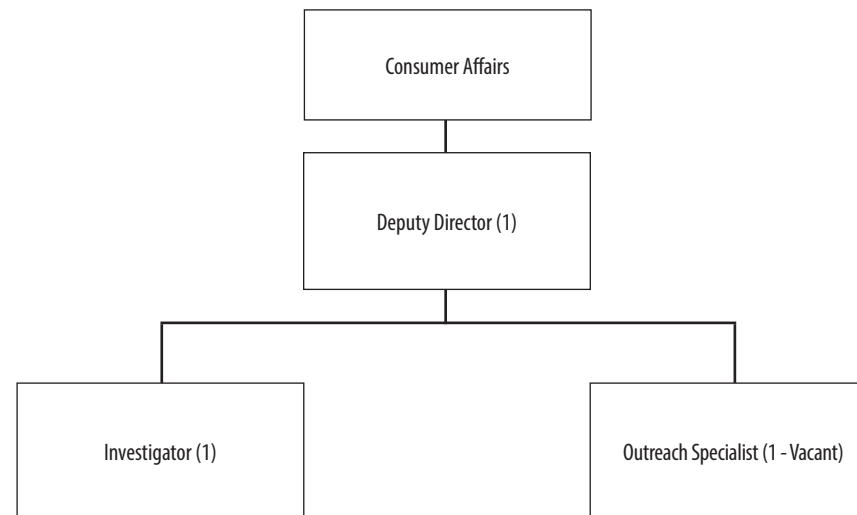 Consumer Affairs
Deputy Director (1)
Investigator (1)
Outreach Specialist (1 - Vacant)